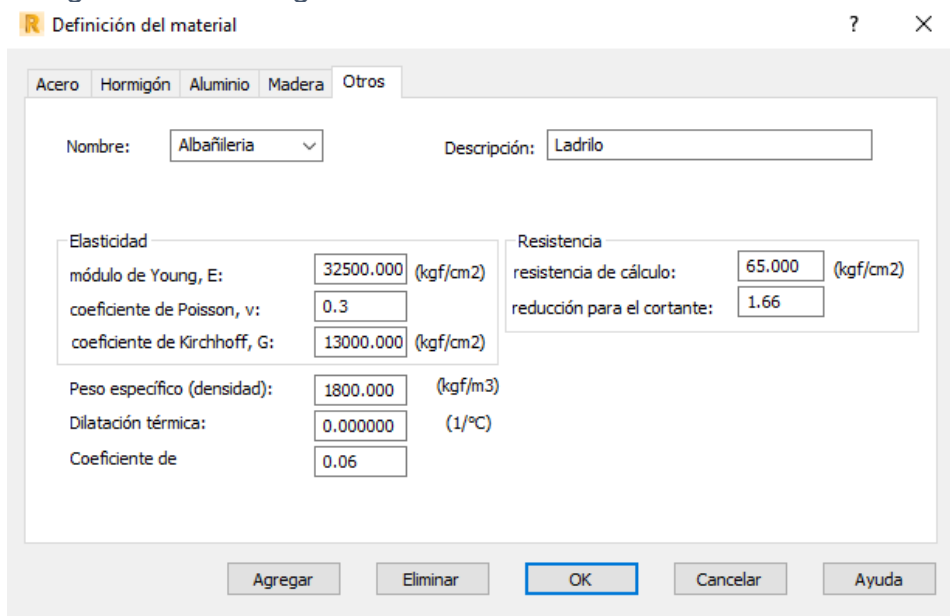 R Definición del material ? X
Acero Hormigón Aluminio Madera Otros
Nombre: Albañileria Descripción: Ladrilo
Elasticidad Resistencia
módulo de Young, E: 32500.000 (kgf/cm2) resistencia de cálculo: 65.000 (kgf/cm2)
coeficiente de Poisson, ν: 0.3 reducción para el cortante: 1.66
coeficiente de Kirchhoff, G: 13000.000 (kgf/cm2)
Peso específico (densidad): 1800.000 (kgf/m3)
Dilatación térmica: 0.000000 (1/°C)
Coeficiente de 0.06
Agregar Eliminar OK Cancelar Ayuda